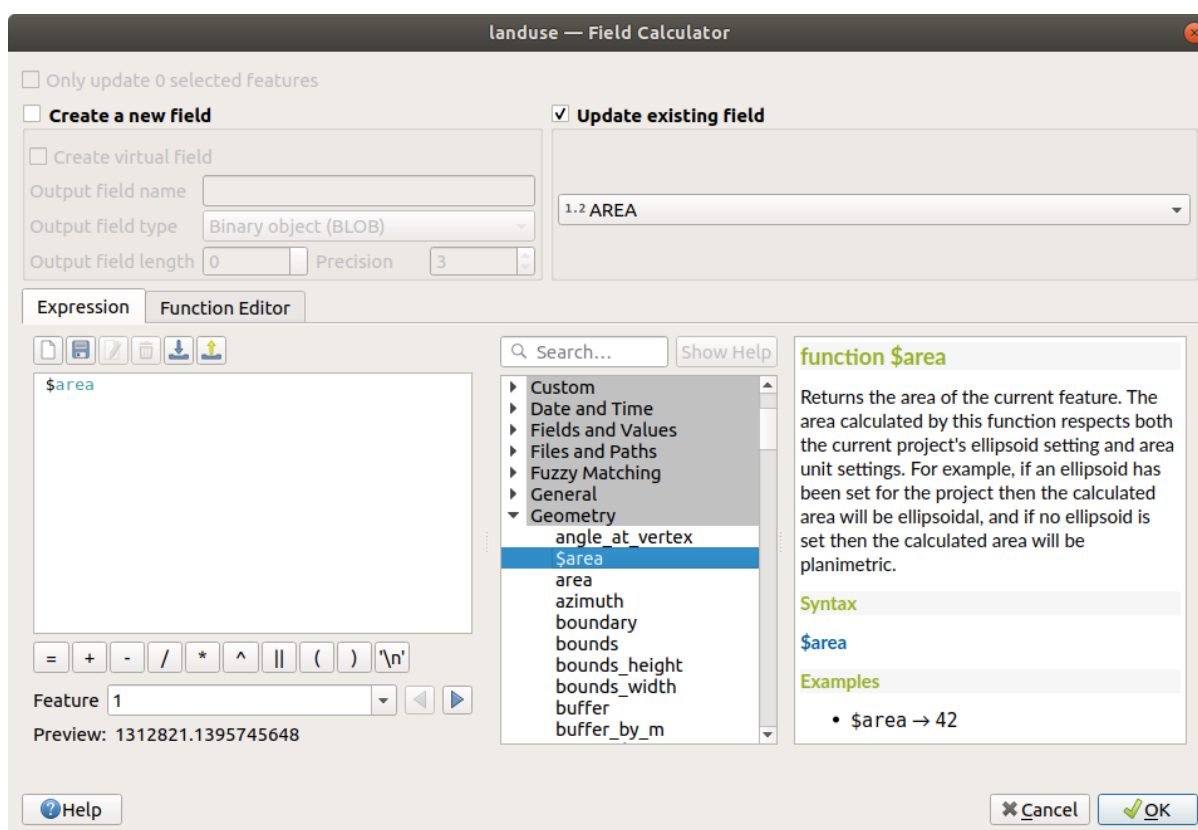 landuse — Field Calculator
Only update 0 selected features
Create a new field
Update existing field
Create virtual field
Output field name
Output field type Binary object (BLOB)
Output field length 0 Precision 3
1.2 AREA
Expression Function Editor
$area
= + - / * ^ || ( ) '\n'
Feature 1
Preview: 1312821.1395745648
Search... Show Help
Custom
Date and Time
Fields and Values
Files and Paths
Fuzzy Matching
General
Geometry
angle_at_vertex
$area
area
azimuth
boundary
bounds
bounds_height
bounds_width
buffer
buffer_by_m
function $area
Returns the area of the current feature. The
area calculated by this function respects both
the current project's ellipsoid setting and area
unit settings. For example, if an ellipsoid has
been set for the project then the calculated
area will be ellipsoidal, and if no ellipsoid is
set then the calculated area will be
planimetric.
Syntax
$area
Examples
• $area → 42
Help
Cancel OK